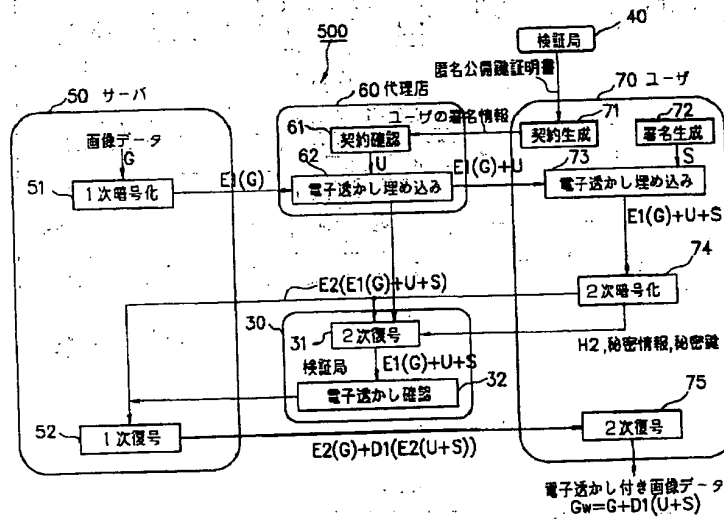 500
検証局
40
匿名公開鍵証明書
50 サーバ
60 代理店
70 ユーザ
画像データ
G
ユーザの署名情報
61
契約確認
71
契約生成
72
署名生成
51
1次暗号化
E1(G)
62
U
電子透かし埋め込み
E1(G)+U
73
S
電子透かし埋め込み
E1(G)+U+S
74
E2(E1(G)+U+S)
2次暗号化
30
31
2次復号
H2,秘密情報,秘密鍵
検証局
E1(G)+U+S
32
電子透かし確認
75
52
1次復号
2次復号
E2(G)+D1(E2(U+S))
電子透かし付き画像データ
Gw=G+D1(U+S)